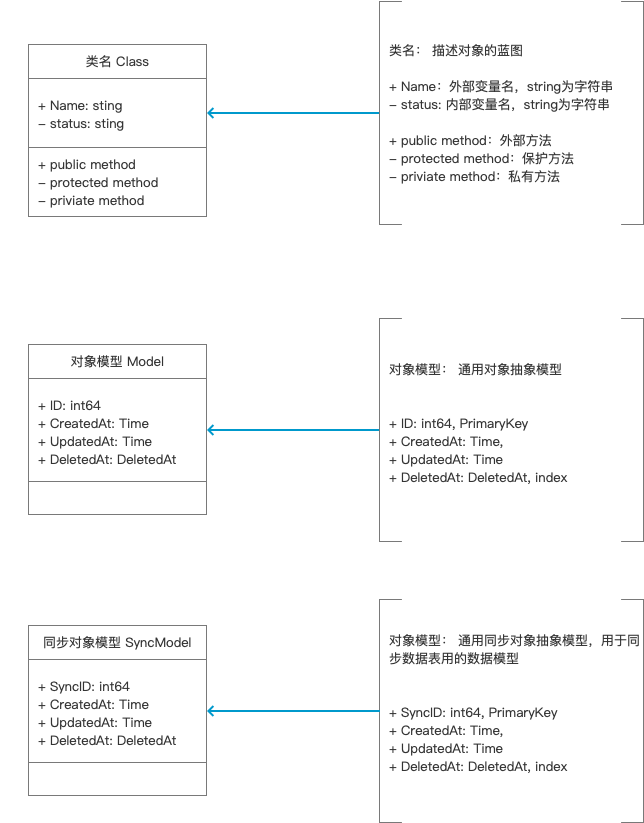 类名 Class
+ Name: sting
– status: sting
+ public method
– protected method
– priviate method
类名： 描述对象的蓝图
+ Name：外部变量名，string为字符串
– status: 内部变量名，string为字符串
+ public method：外部方法
– protected method：保护方法
– priviate method：私有方法
对象模型 Model
+ ID: int64
+ CreatedAt: Time
+ UpdatedAt: Time
+ DeletedAt: DeletedAt
对象模型： 通用对象抽象模型
+ ID: int64, PrimaryKey
+ CreatedAt: Time,
+ UpdatedAt: Time
+ DeletedAt: DeletedAt, index
同步对象模型 SyncModel
+ SyncID: int64
+ CreatedAt: Time
+ UpdatedAt: Time
+ DeletedAt: DeletedAt
对象模型： 通用同步对象抽象模型，用于同
步数据表用的数据模型
+ SyncID: int64, PrimaryKey
+ CreatedAt: Time,
+ UpdatedAt: Time
+ DeletedAt: DeletedAt, index